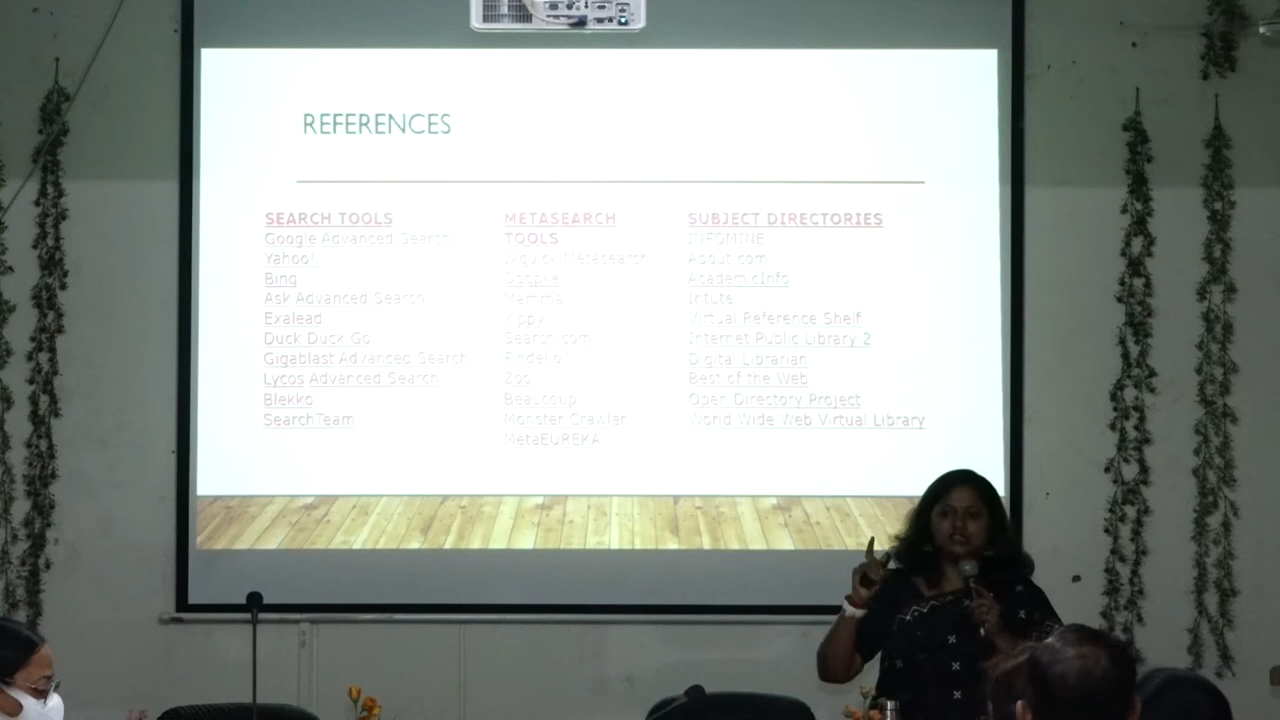 REFERENCES
SEARCH TOOLS
Google Advanced Search
Yahoo!
Bing
Ask Advanced Search
Exalead
Duck Duck Go
Gigablast Advanced Search
Lycos Advanced Search
Blekko
SearchTeam
METASEARCH
TOOLS
Metasearch
Dogpile
Mamma
Yippy
Search.com
Zoo
Beaucoup
Monster Crawler
MetaEUREKA
SUBJECT DIRECTORIES
INFOMINE
About.com
AcademicInfo
Intute
Virtual Reference Shelf
Internet Public Library 2
Digital Librarian
Best of the Web
Open Directory Project
World Wide Web Virtual Library